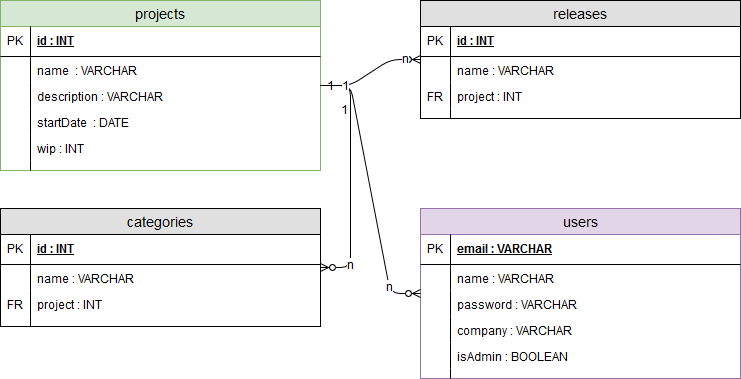 projects
PK id : INT
name : VARCHAR
description : VARCHAR
startDate : DATE
wip : INT
releases
PK id : INT
name : VARCHAR
FR project : INT
1 1
1
n
n
n
categories
PK id : INT
name : VARCHAR
FR project : INT
users
PK email : VARCHAR
name : VARCHAR
password : VARCHAR
company : VARCHAR
isAdmin : BOOLEAN